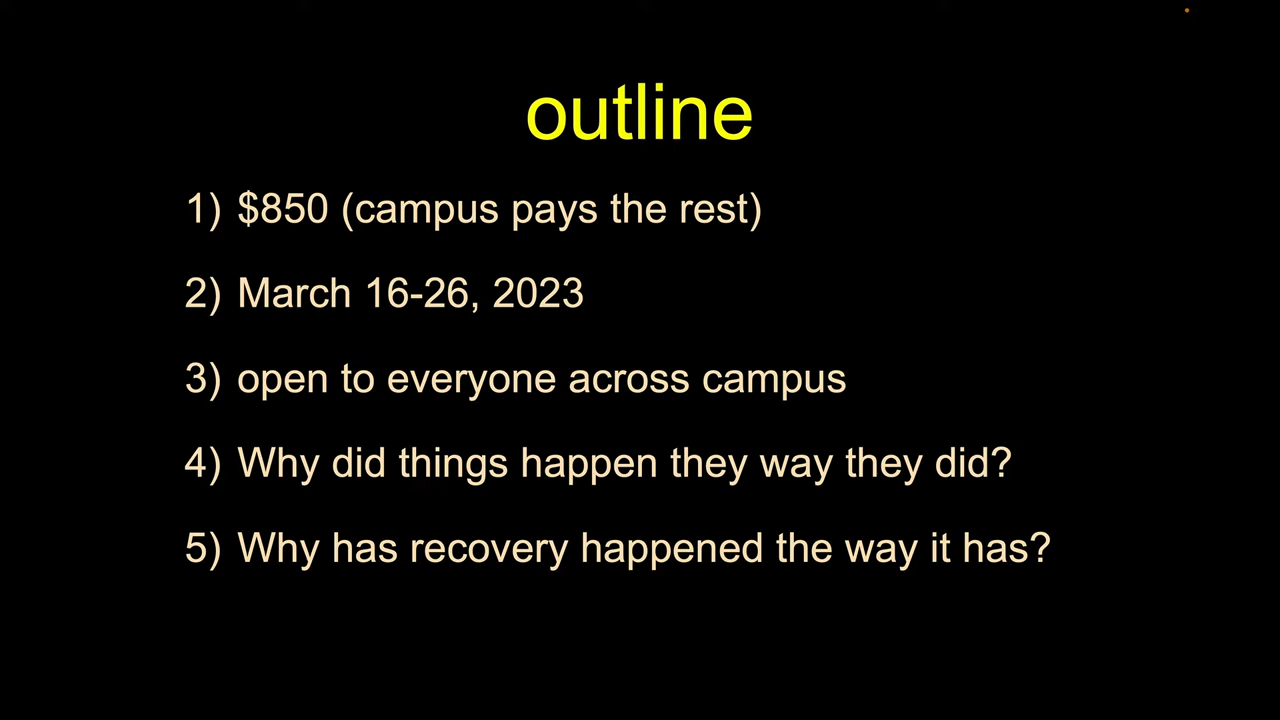 outline
1) $850 (campus pays the rest)
2) March 16-26, 2023
3) open to everyone across campus
4) Why did things happen they way they did?
5) Why has recovery happened the way it has?